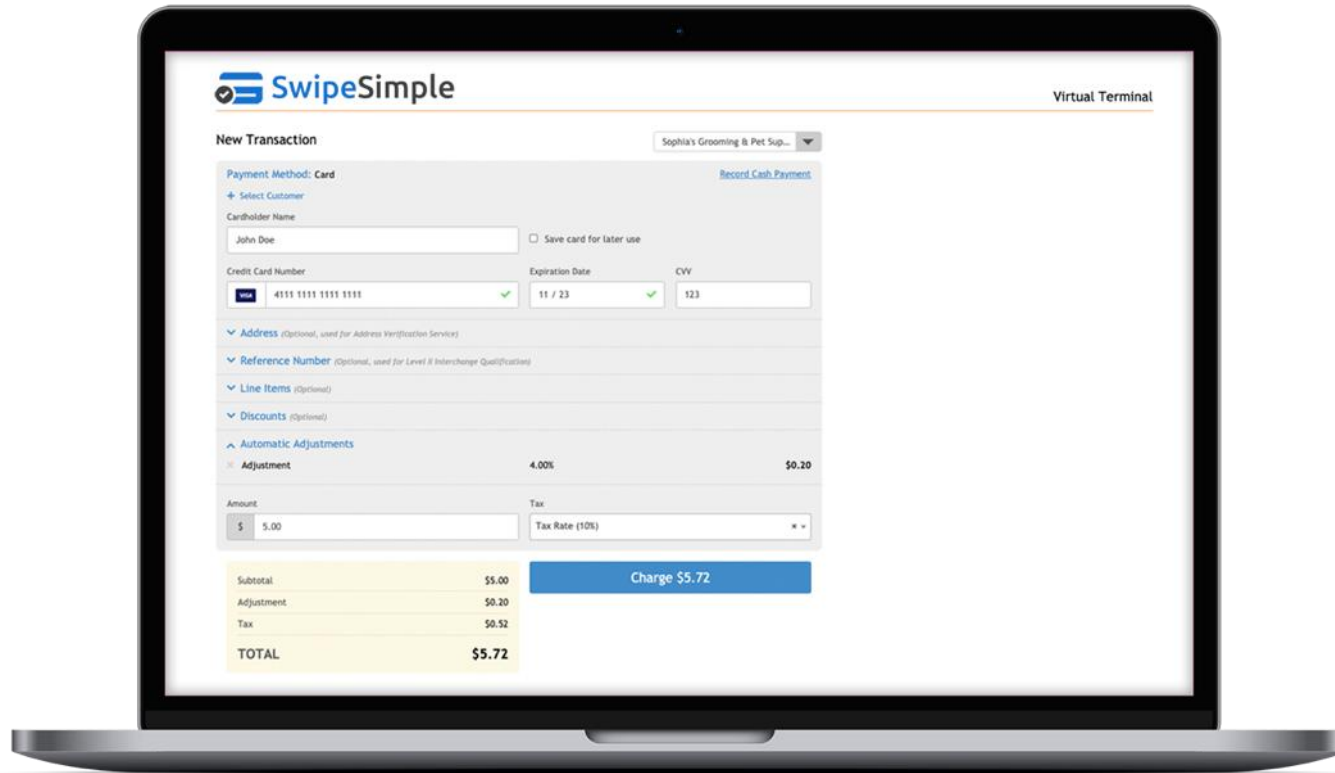 SwipeSimple
Virtual Terminal
New Transaction
Sophia's Grooming & Pet Sup...
Payment Method: Card
Record Cash Payment
+ Select Customer
Cardholder Name
John Doe
Save card for later use
Credit Card Number
Expiration Date
CVV
VISA
4111 1111 1111 1111
11 / 23
123
Address (Optional, used for Address Verification Service)
Reference Number (Optional, used for Level II Interchange Qualification)
Line Items (Optional)
Discounts (Optional)
Automatic Adjustments
× Adjustment 4.00% $0.20
Amount
Tax
$ 5.00
Tax Rate (10%) ×
Subtotal $5.00
Charge $5.72
Adjustment $0.20
Tax $0.52
TOTAL $5.72